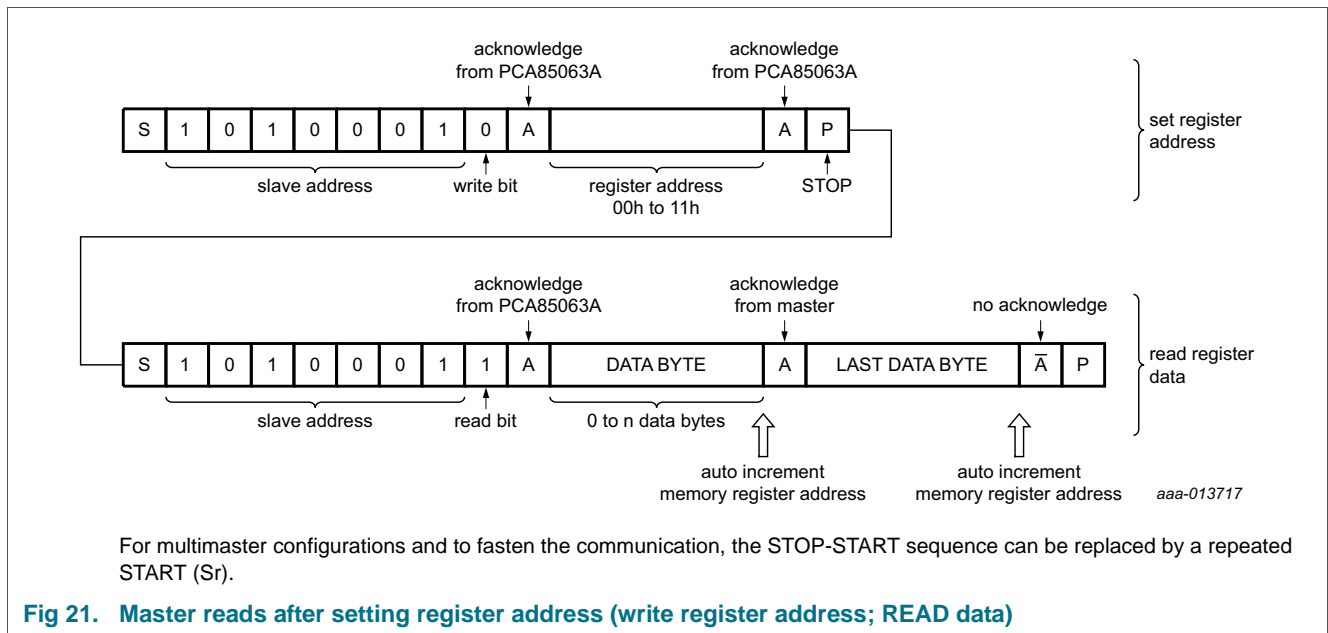 acknowledge acknowledge
from PCA85063A from PCA85063A
S 1 0 1 0 0 0 1 0 A A P
set register
address
slave address write bit register address STOP
00h to 11h
acknowledge acknowledge
from PCA85063A from master no acknowledge
S 1 0 1 0 0 0 1 1 A DATA BYTE A LAST DATA BYTE A̅ P
read register
data
slave address read bit 0 to n data bytes
auto increment auto increment
memory register address memory register address aaa-013717
For multimaster configurations and to fasten the communication, the STOP-START sequence can be replaced by a repeated
START (Sr).
Fig 21. Master reads after setting register address (write register address; READ data)